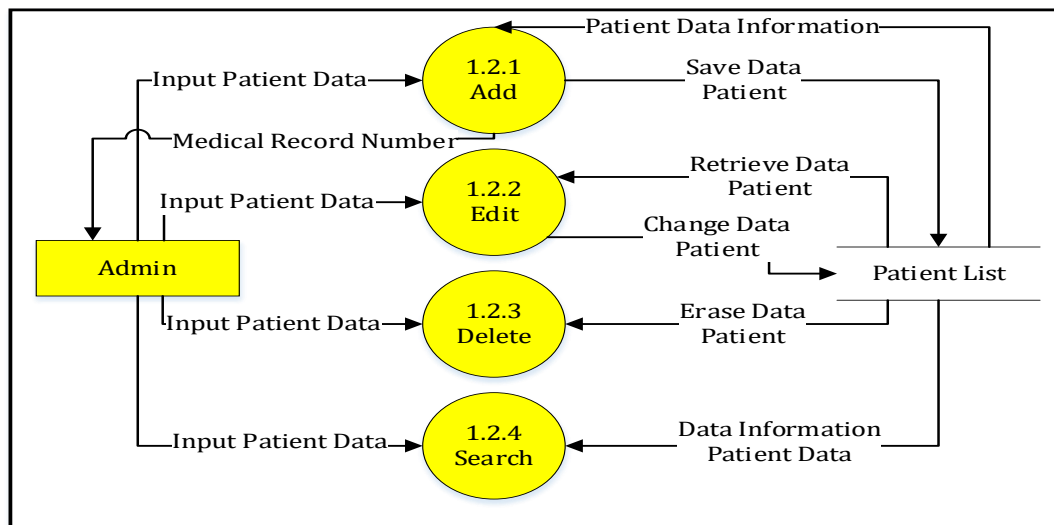 Patient Data Information
Input Patient Data
1.2.1
Add
Save Data
Patient
Medical Record Number
Input Patient Data
1.2.2
Edit
Retrieve Data
Patient
Change Data
Patient
Admin
Patient List
Input Patient Data
1.2.3
Delete
Erase Data
Patient
Input Patient Data
1.2.4
Search
Data Information
Patient Data